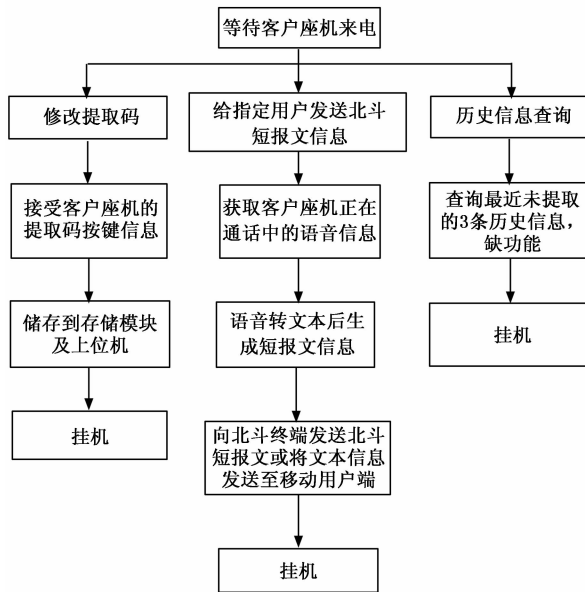 等待客户座机来电
修改提取码
给指定用户发送北斗
短报文信息
历史信息查询
接受客户座机的
提取码按键信息
获取客户座机正在
通话中的语音信息
查询最近未提取
的3条历史信息,
缺功能
储存到存储模块
及上位机
语音转文本后生
成短报文信息
挂机
挂机
向北斗终端发送北斗
短报文或将文本信息
发送至移动用户端
挂机